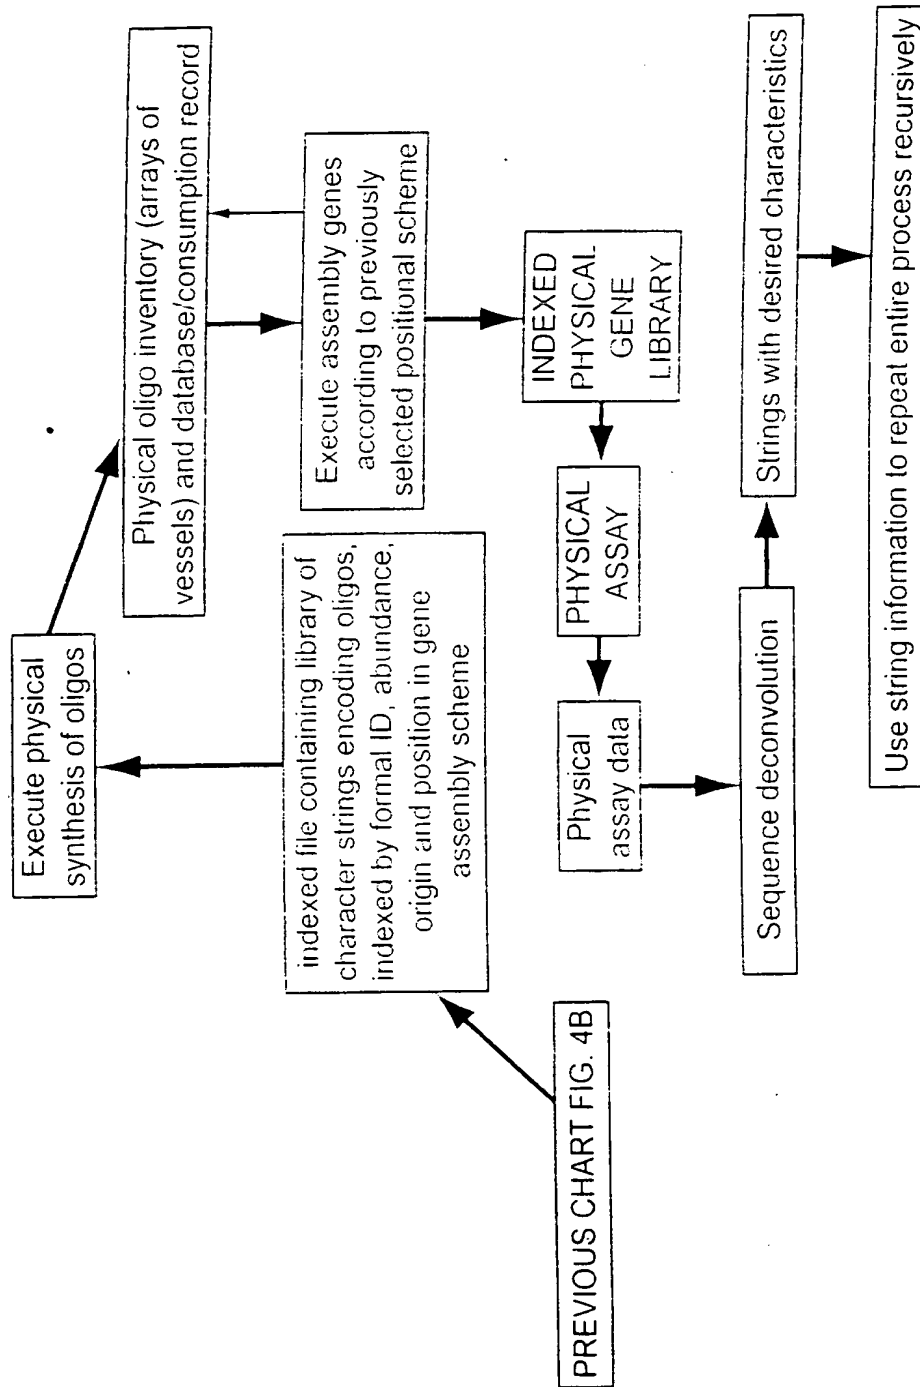 Execute physical
synthesis of oligos
Physical oligo inventory (arrays of
vessels) and database/consumption record
indexed file containing library of
character strings encoding oligos,
indexed by formal ID, abundance,
origin and position in gene
assembly scheme
Execute assembly genes
according to previously
selected positional scheme
PREVIOUS CHART FIG. 4B
INDEXED
PHYSICAL
GENE
LIBRARY
PHYSICAL
ASSAY
Physical
assay data
Sequence deconvolution
Strings with desired characteristics
Use string information to repeat entire process recursively